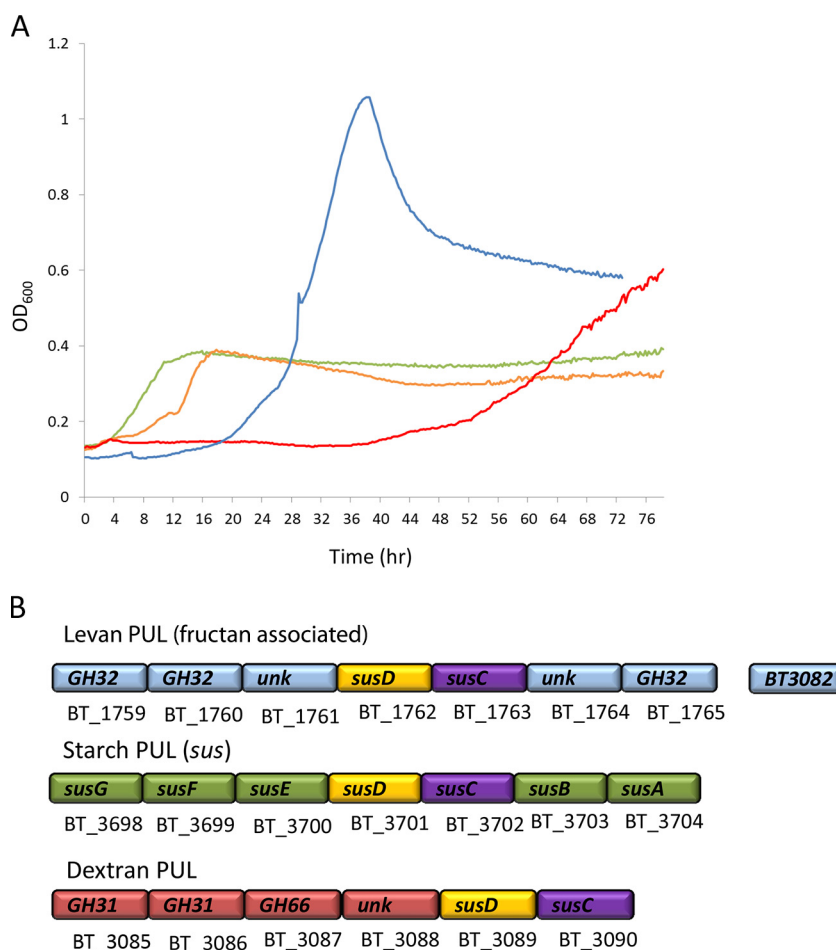 A
1.2
1
0.8
0.6
0.4
0.2
0
OD600
0 4 8 12 16 20 24 28 32 36 40 44 48 52 56 60 64 68 72 76
Time (hr)
B
Levan PUL (fructan associated)
GH32 GH32 unk susD susC unk GH32 BT3082
BT_1759 BT_1760 BT_1761 BT_1762 BT_1763 BT_1764 BT_1765
Starch PUL (sus)
susG susF susE susD susC susB susA
BT_3698 BT_3699 BT_3700 BT_3701 BT_3702 BT_3703 BT_3704
Dextran PUL
GH31 GH31 GH66 unk susD susC
BT_3085 BT_3086 BT_3087 BT_3088 BT_3089 BT_3090